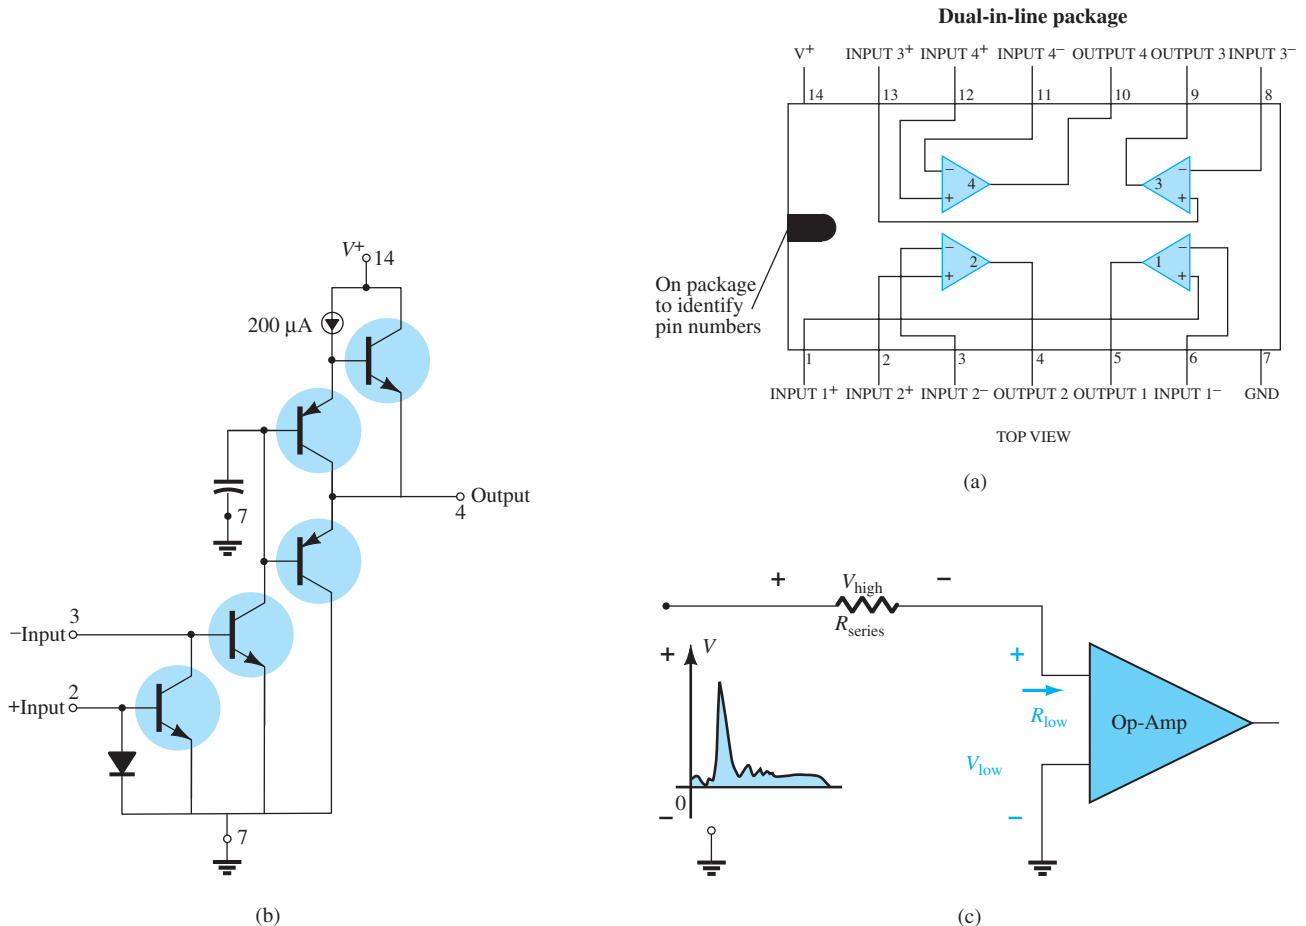 Dual-in-line package
V+ INPUT 3+ INPUT 4+ INPUT 4− OUTPUT 4 OUTPUT 3 INPUT 3−
14 13 12 11 10 9 8
− −
4 3
+ +
− −
2 1
+ +
On package
to identify
pin numbers
1 2 3 4 5 6 7
INPUT 1+ INPUT 2+ INPUT 2− OUTPUT 2 OUTPUT 1 INPUT 1− GND
TOP VIEW
(a)
V+
14
200 μA
Output
4
7
3
−Input
2
+Input
7
(b)
+ Vhigh −
Rseries
+ V
+
Rlow
Op-Amp
Vlow
0
−
−
(c)